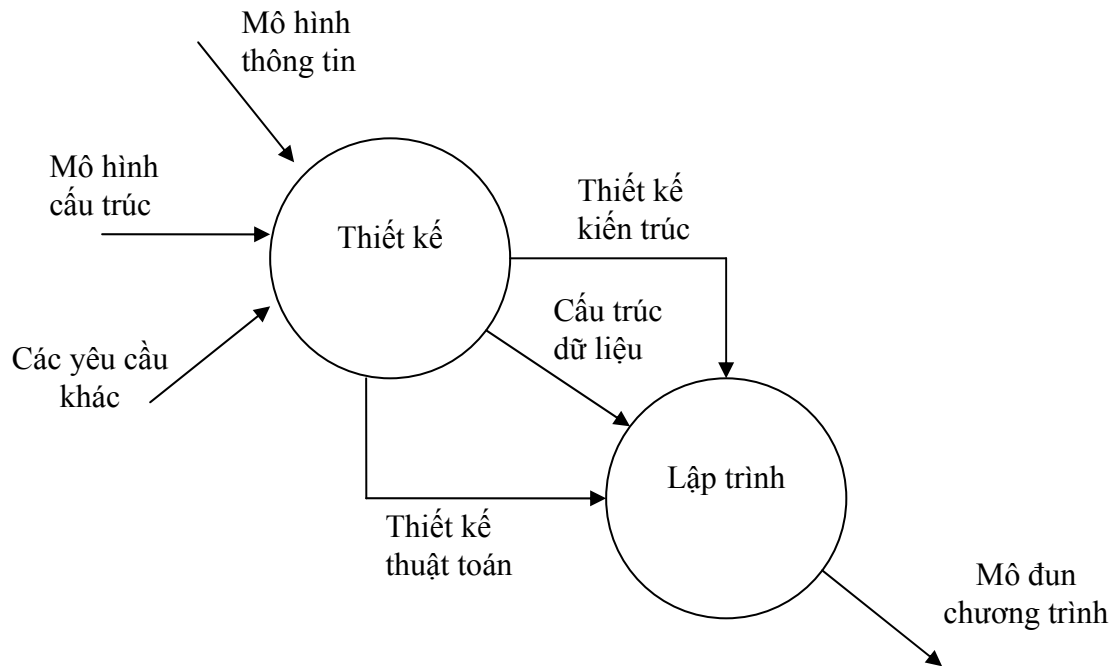 Mô hình
thông tin
Mô hình
cấu trúc
Thiết kế
kiến trúc
Thiết kế
Cấu trúc
dữ liệu
Các yêu cầu
khác
Lập trình
Thiết kế
thuật toán
Mô đun
chương trình